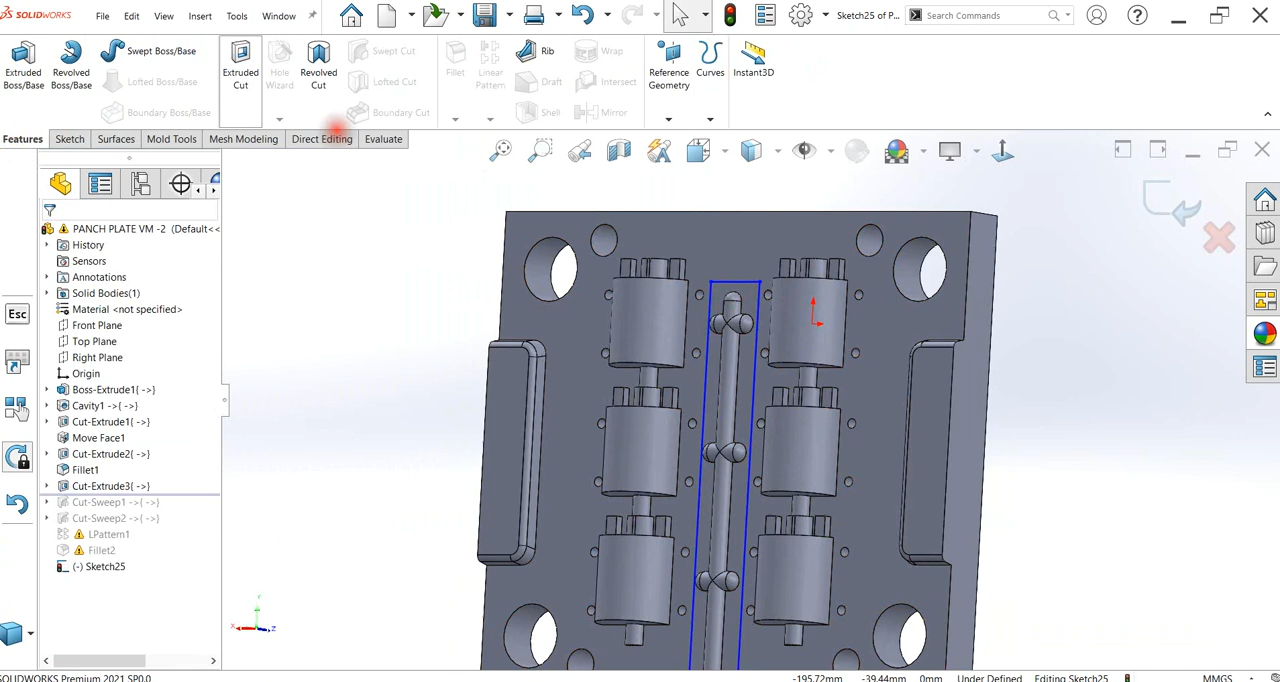 SOLIDWORKS
File Edit View Insert Tools Window
Sketch25 of P...
Search Commands
Extruded Boss/Base
Revolved Boss/Base
Swept Boss/Base
Lofted Boss/Base
Boundary Boss/Base
Extruded Cut
Hole Wizard
Revolved Cut
Swept Cut
Lofted Cut
Boundary Cut
Fillet
Linear Pattern
Rib
Draft
Shell
Wrap
Intersect
Mirror
Reference Geometry
Curves
Instant3D
Features Sketch Surfaces Mold Tools Mesh Modeling Direct Editing Evaluate
PANCH PLATE VM -2 (Default<<
History
Sensors
Annotations
Solid Bodies(1)
Material <not specified>
Front Plane
Top Plane
Right Plane
Origin
Boss-Extrude1{ ->}
Cavity1 ->{ ->}
Cut-Extrude1{ ->}
Move Face1
Cut-Extrude2{ ->}
Fillet1
Cut-Extrude3{ ->}
Cut-Sweep1 ->{ ->}
Cut-Sweep2 ->{ ->}
LPattern1
Fillet2
(-) Sketch25
Esc
SOLIDWORKS Premium 2021 SP0.0
-195.72mm -39.44mm 0mm Under Defined Editing Sketch25 MMGS